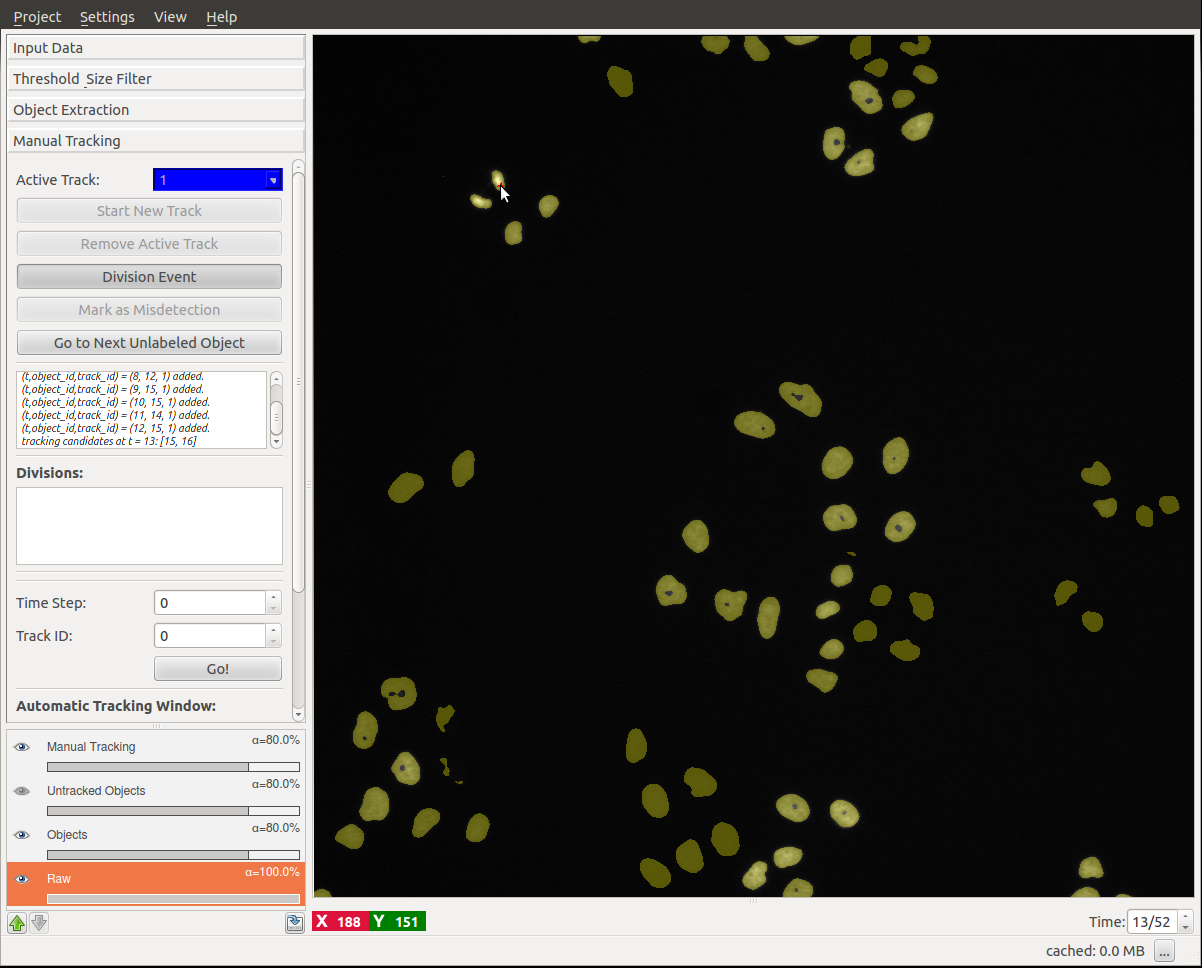 Project Settings View Help
Input Data
Threshold_Size Filter
Object Extraction
Manual Tracking
Active Track: 1
Start New Track
Remove Active Track
Division Event
Mark as Misdetection
Go to Next Unlabeled Object
(t,object_id,track_id) = (8, 12, 1) added.
(t,object_id,track_id) = (9, 15, 1) added.
(t,object_id,track_id) = (10, 15, 1) added.
(t,object_id,track_id) = (11, 14, 1) added.
(t,object_id,track_id) = (12, 15, 1) added.
tracking candidates at t = 13: [15, 16]
Divisions:
Time Step: 0
Track ID: 0
Go!
Automatic Tracking Window:
Manual Tracking α=80.0%
Untracked Objects α=80.0%
Objects α=80.0%
Raw α=100.0%
X 188 Y 151
Time: 13/52
cached: 0.0 MB ...